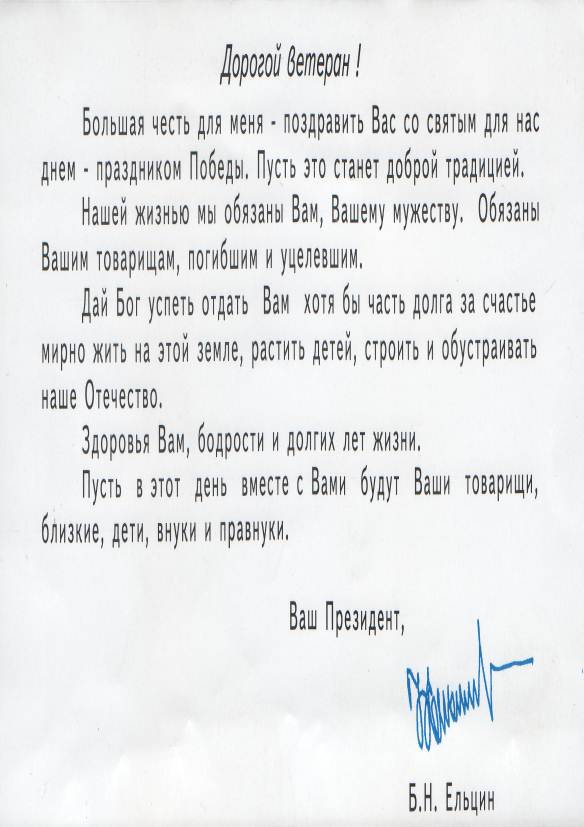 Дорогой ветеран !
Большая честь для меня - поздравить Вас со святым для нас
днем - праздником Победы. Пусть это станет доброй традицией.
Нашей жизнью мы обязаны Вам, Вашему мужеству. Обязаны
Вашим товарищам, погибшим и уцелевшим.
Дай Бог успеть отдать Вам хотя бы часть долга за счастье
мирно жить на этой земле, растить детей, строить и обустраивать
наше Отечество.
Здоровья Вам, бодрости и долгих лет жизни.
Пусть в этот день вместе с Вами будут Ваши товарищи,
близкие, дети, внуки и правнуки.
Ваш Президент,
Б.Н. Ельцин